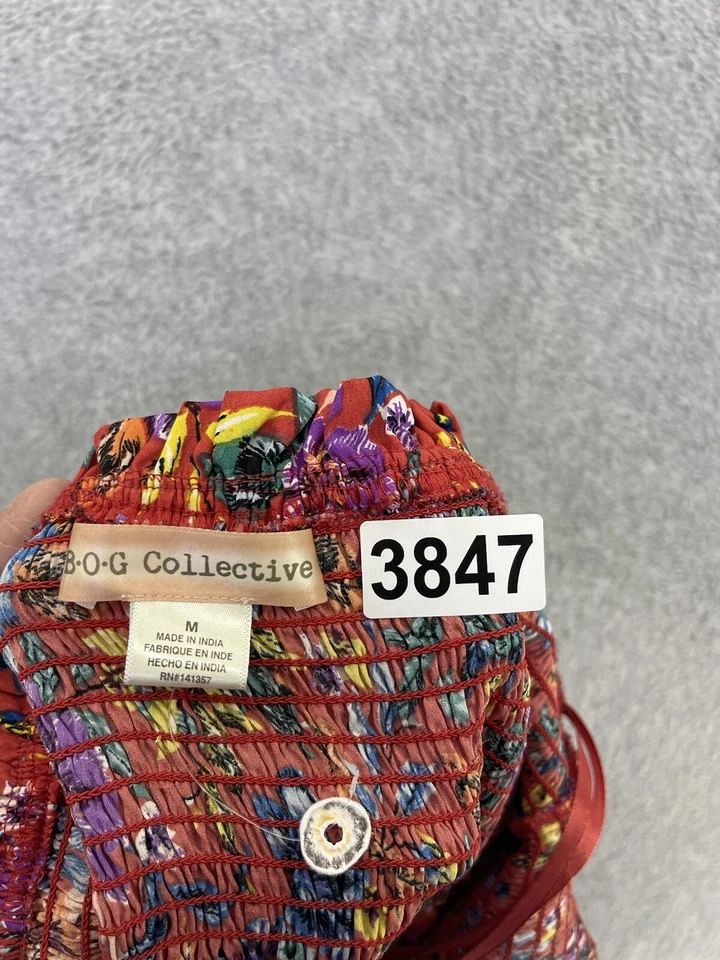 B·O·G Collective
3847
M
MADE IN INDIA
FABRIQUE EN INDE
HECHO EN INDIA
RN#141357